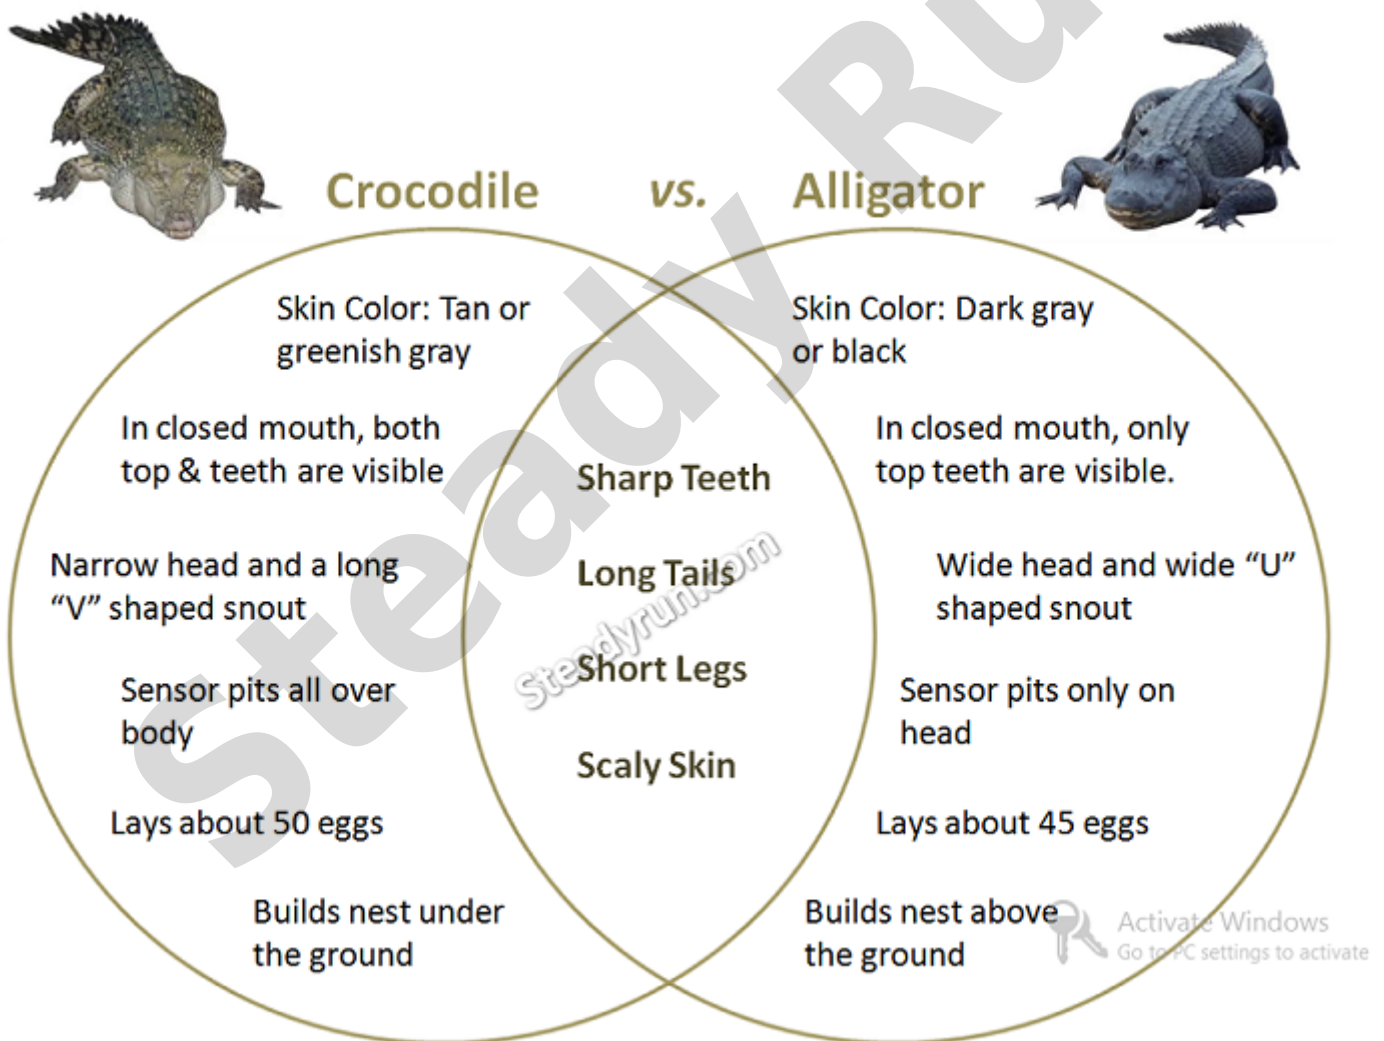 Crocodile vs. Alligator
Skin Color: Tan or
greenish gray
In closed mouth, both
top & teeth are visible
Narrow head and a long
“V” shaped snout
Sensor pits all over
body
Lays about 50 eggs
Builds nest under
the ground
Sharp Teeth
Long Tails
Short Legs
Scaly Skin
Skin Color: Dark gray
or black
In closed mouth, only
top teeth are visible.
Wide head and wide “U”
shaped snout
Sensor pits only on
head
Lays about 45 eggs
Builds nest above
the ground
Steady Ru
Steadyrun.com
Activate Windows
Go to PC settings to activate